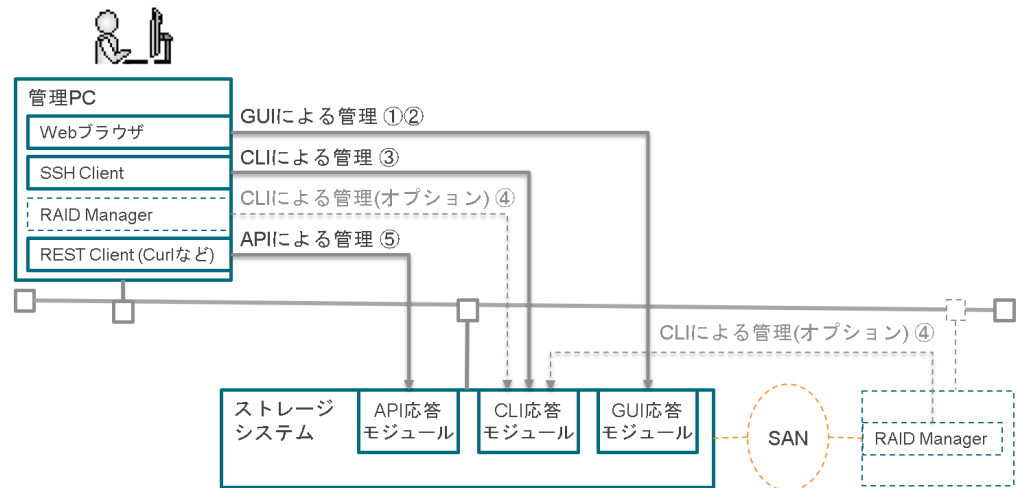 管理PC
GUIによる管理 ①②
Webブラウザ
CLIによる管理 ③
SSH Client
CLIによる管理(オプション) ④
RAID Manager
APIによる管理 ⑤
REST Client (Curlなど)
CLIによる管理(オプション) ④
ストレージ
システム
API応答
モジュール
CLI応答
モジュール
GUI応答
モジュール
SAN
RAID Manager